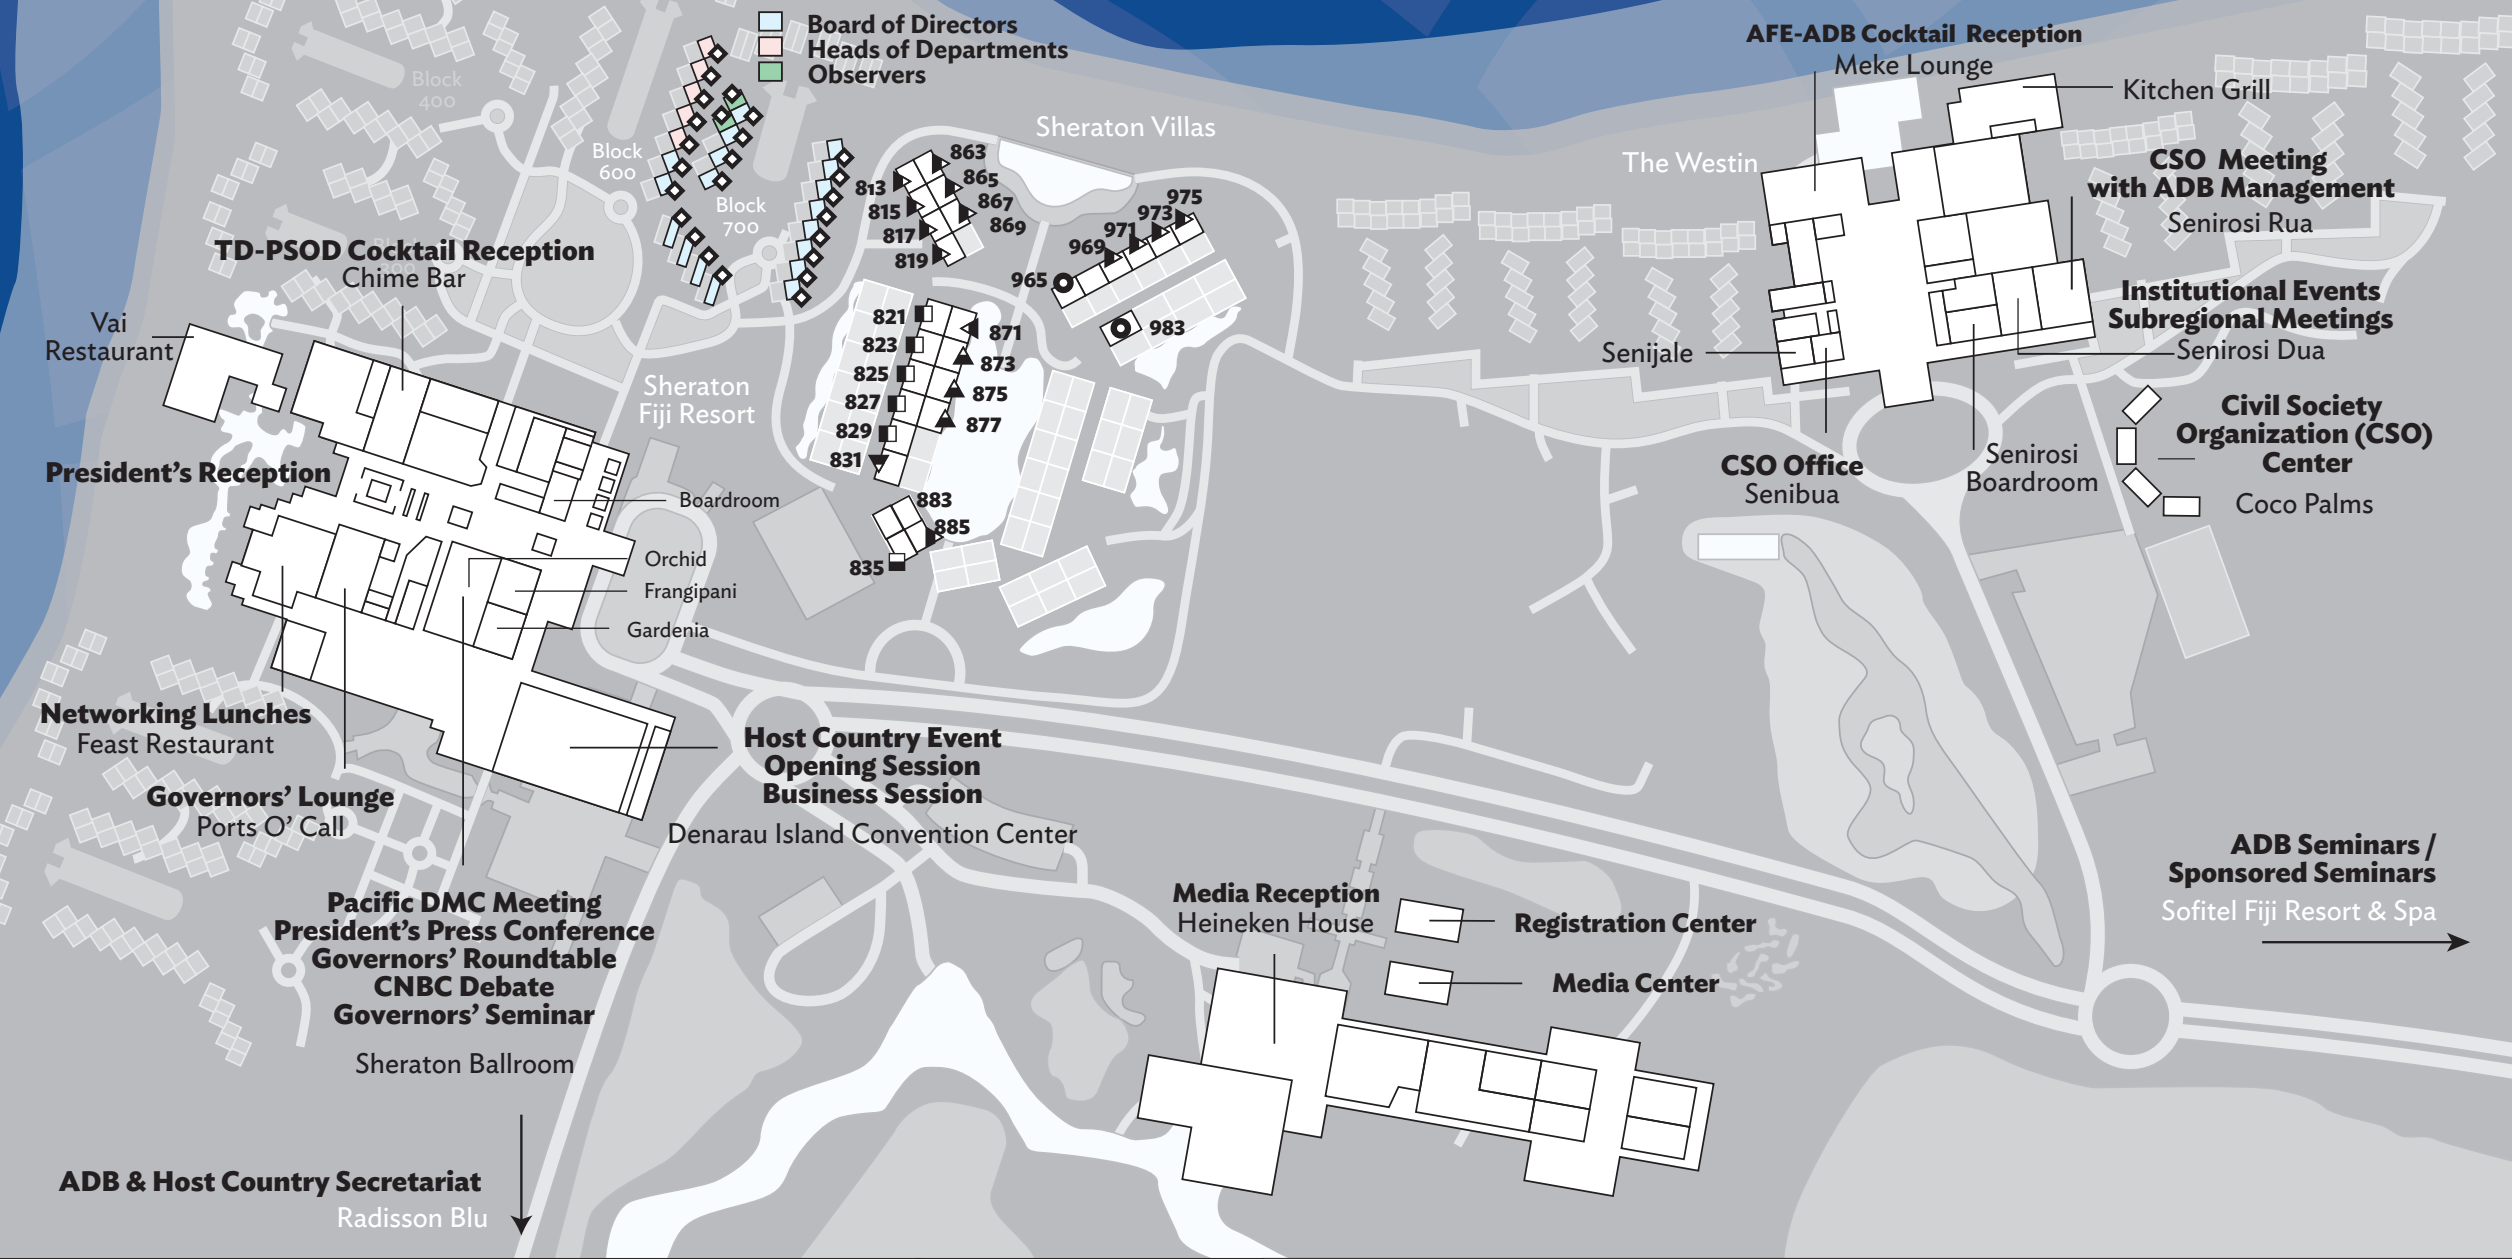 Board of Directors
Heads of Departments
Observers
Block
400
Block
600
Block
700
Sheraton Villas
863
865
867
869
813
815
817
819
975
973
971
969
965
983
821
823
825
827
829
831
871
873
875
877
883
885
835
TD-PSOD Cocktail Reception
Chime Bar
Vai
Restaurant
President's Reception
Sheraton
Fiji Resort
Boardroom
Orchid
Frangipani
Gardenia
Networking Lunches
Feast Restaurant
Governors' Lounge
Ports O' Call
Host Country Event
Opening Session
Business Session
Denarau Island Convention Center
Pacific DMC Meeting
President's Press Conference
Governors' Roundtable
CNBC Debate
Governors' Seminar
Sheraton Ballroom
ADB & Host Country Secretariat
Radisson Blu
AFE-ADB Cocktail Reception
Meke Lounge
Kitchen Grill
The Westin
CSO Meeting
with ADB Management
Senirosi Rua
Institutional Events
Subregional Meetings
Senirosi Dua
Senijale
CSO Office
Senibua
Senirosi
Boardroom
Civil Society
Organization (CSO)
Center
Coco Palms
Media Reception
Heineken House
Registration Center
Media Center
ADB Seminars /
Sponsored Seminars
Sofitel Fiji Resort & Spa